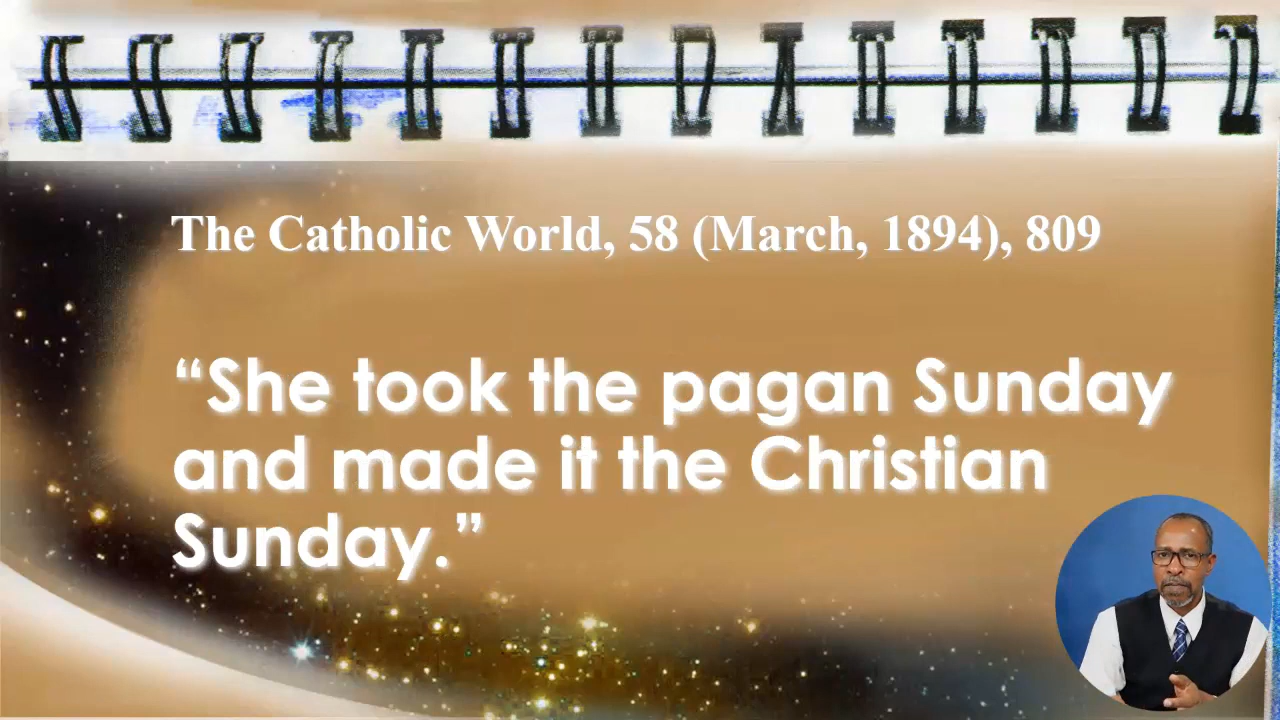 The Catholic World, 58 (March, 1894), 809
“She took the pagan Sunday
and made it the Christian
Sunday.”